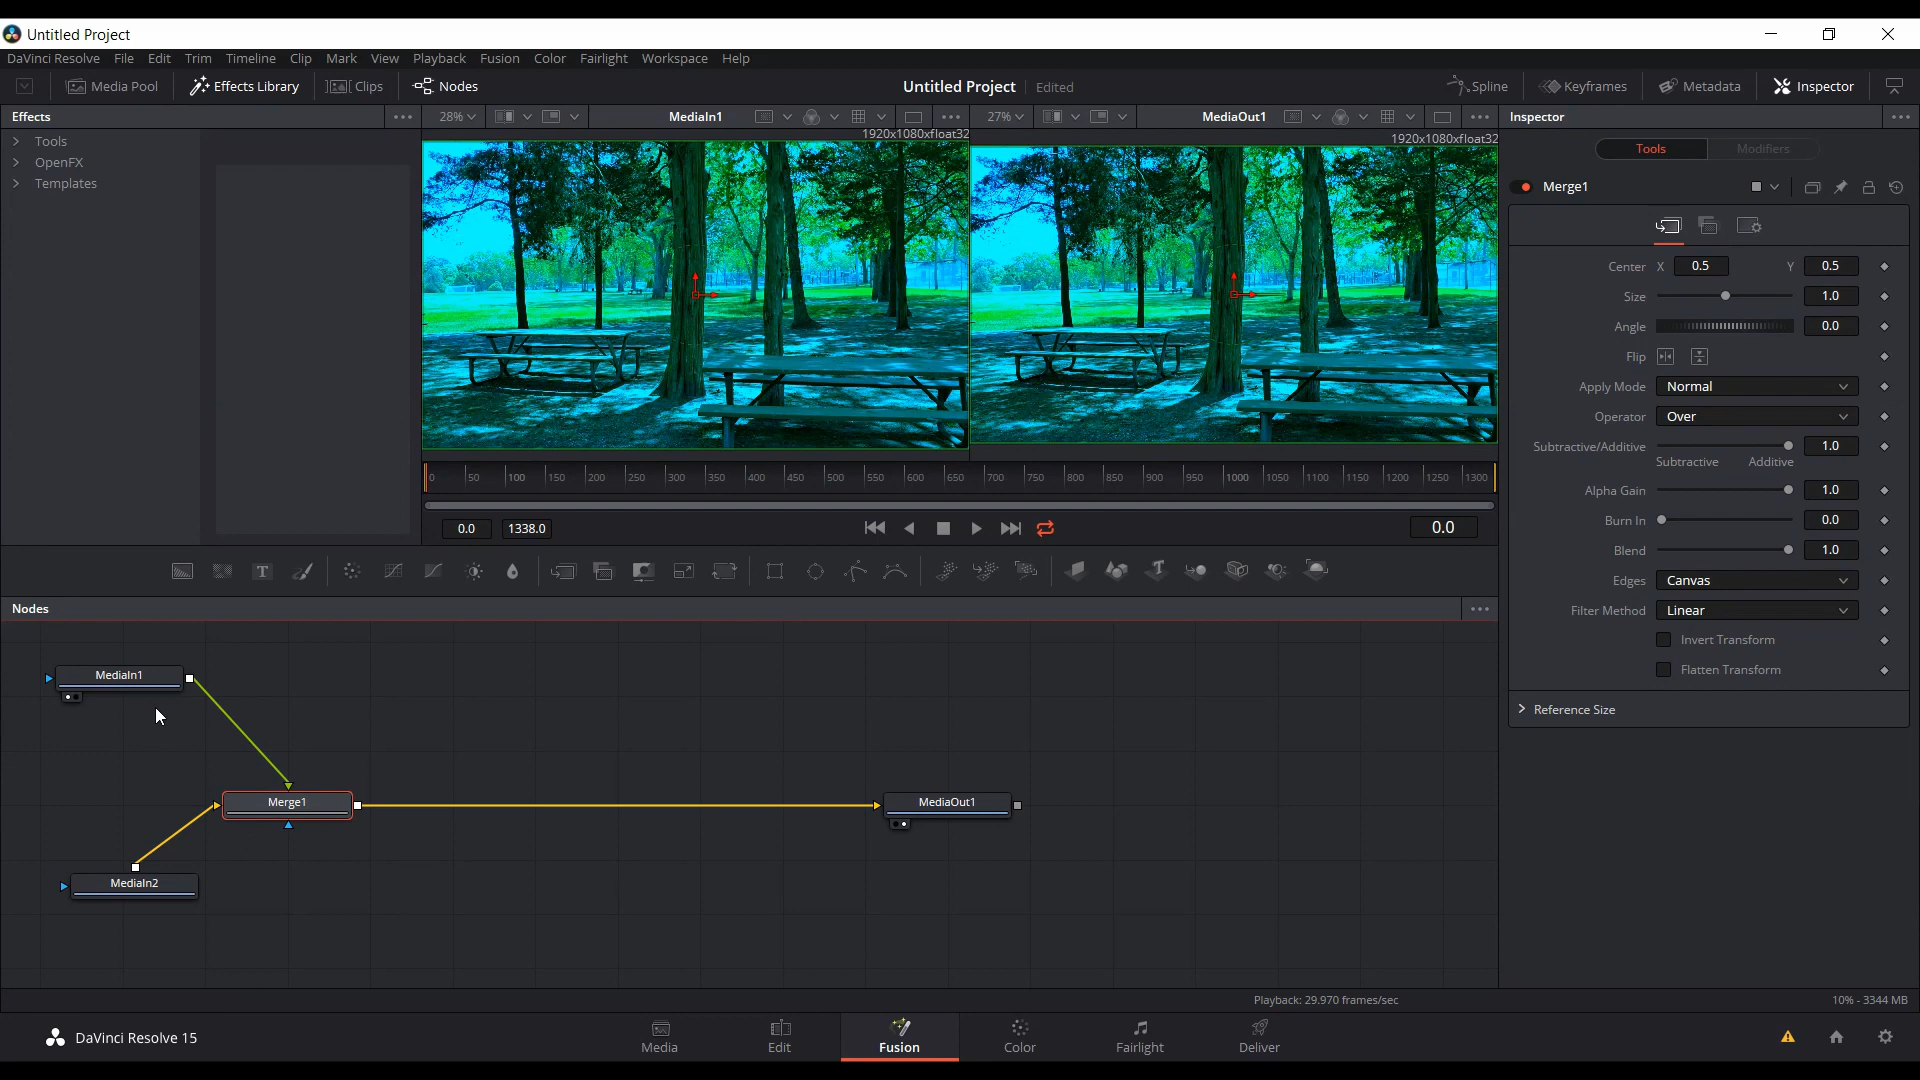 Untitled Project
DaVinci Resolve File Edit Trim Timeline Clip Mark View Playback Fusion Color Fairlight Workspace Help
Media Pool Effects Library Clips Nodes Untitled Project Edited Spline Keyframes Metadata Inspector
Effects 28% MediaIn1 27% MediaOut1 Inspector
1920x1080xfloat32 1920x1080xfloat32
Tools
OpenFX
Templates
Tools Modifiers
Merge1
Center X 0.5 Y 0.5
Size 1.0
Angle 0.0
Flip
Apply Mode Normal
Operator Over
Subtractive/Additive 1.0
Subtractive Additive
Alpha Gain 1.0
Burn In 0.0
Blend 1.0
Edges Canvas
Filter Method Linear
Invert Transform
Flatten Transform
Reference Size
0 50 100 150 200 250 300 350 400 450 500 550 600 650 700 750 800 850 900 950 1000 1050 1100 1150 1200 1250 1300
0.0 1338.0 0.0
T T
Nodes
MediaIn1
Merge1 MediaOut1
MediaIn2
Playback: 29.970 frames/sec 10% - 3344 MB
DaVinci Resolve 15 Media Edit Fusion Color Fairlight Deliver